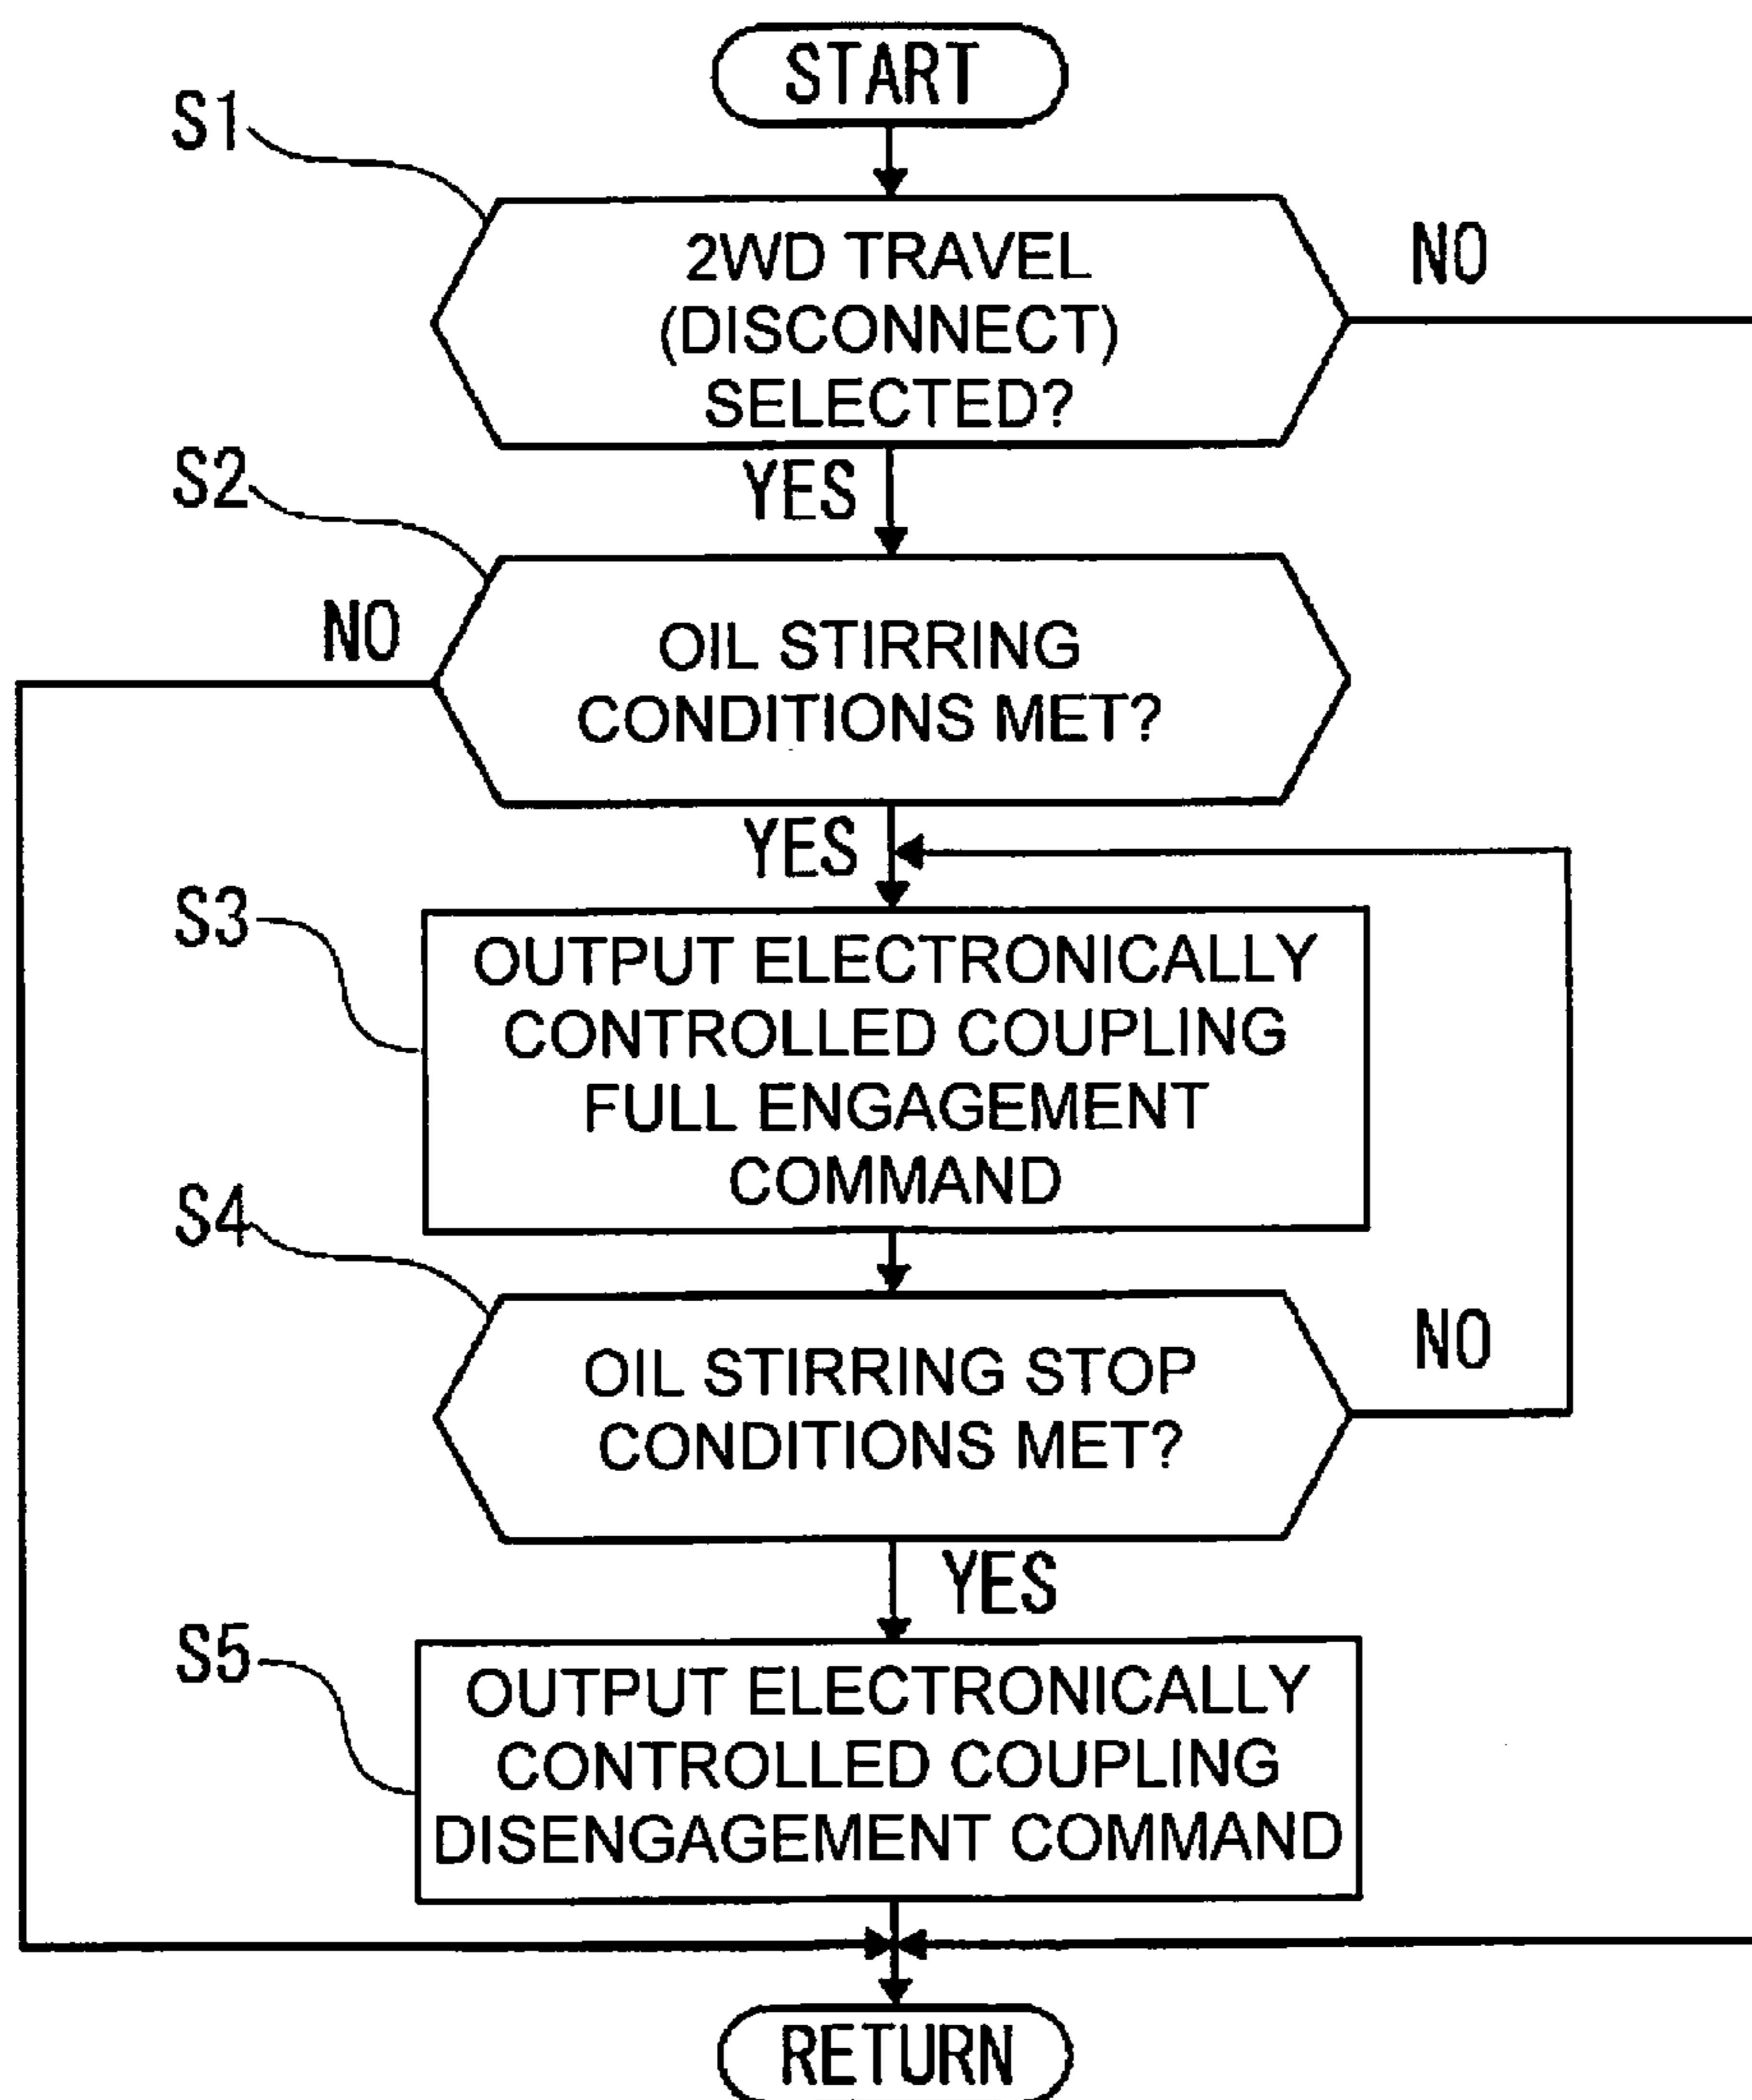 START
S1
2WD TRAVEL
(DISCONNECT)
SELECTED?
NO
YES
S2
NO
OIL STIRRING
CONDITIONS MET?
YES
S3
OUTPUT ELECTRONICALLY
CONTROLLED COUPLING
FULL ENGAGEMENT
COMMAND
S4
OIL STIRRING STOP
CONDITIONS MET?
NO
YES
S5
OUTPUT ELECTRONICALLY
CONTROLLED COUPLING
DISENGAGEMENT COMMAND
RETURN